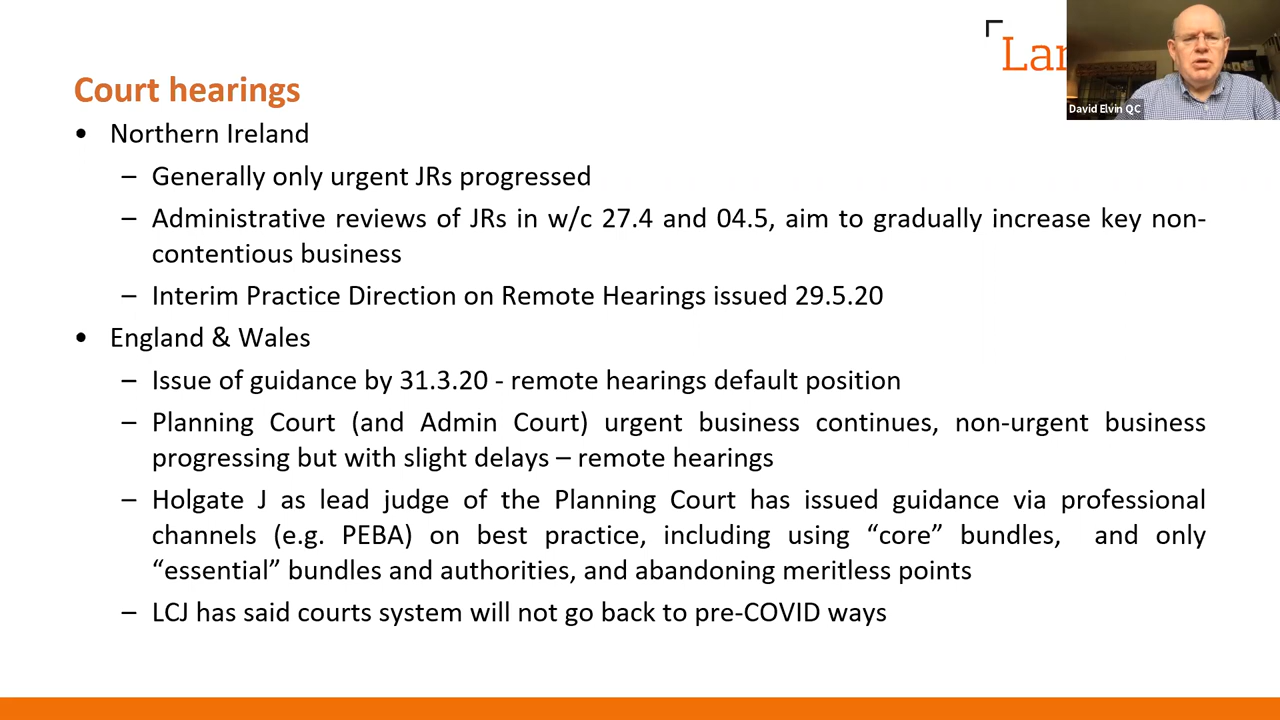 Lan
David Elvin QC
Court hearings
• Northern Ireland
– Generally only urgent JRs progressed
– Administrative reviews of JRs in w/c 27.4 and 04.5, aim to gradually increase key non-
contentious business
– Interim Practice Direction on Remote Hearings issued 29.5.20
• England & Wales
– Issue of guidance by 31.3.20 - remote hearings default position
– Planning Court (and Admin Court) urgent business continues, non-urgent business
progressing but with slight delays – remote hearings
– Holgate J as lead judge of the Planning Court has issued guidance via professional
channels (e.g. PEBA) on best practice, including using “core” bundles, and only
“essential” bundles and authorities, and abandoning meritless points
– LCJ has said courts system will not go back to pre-COVID ways